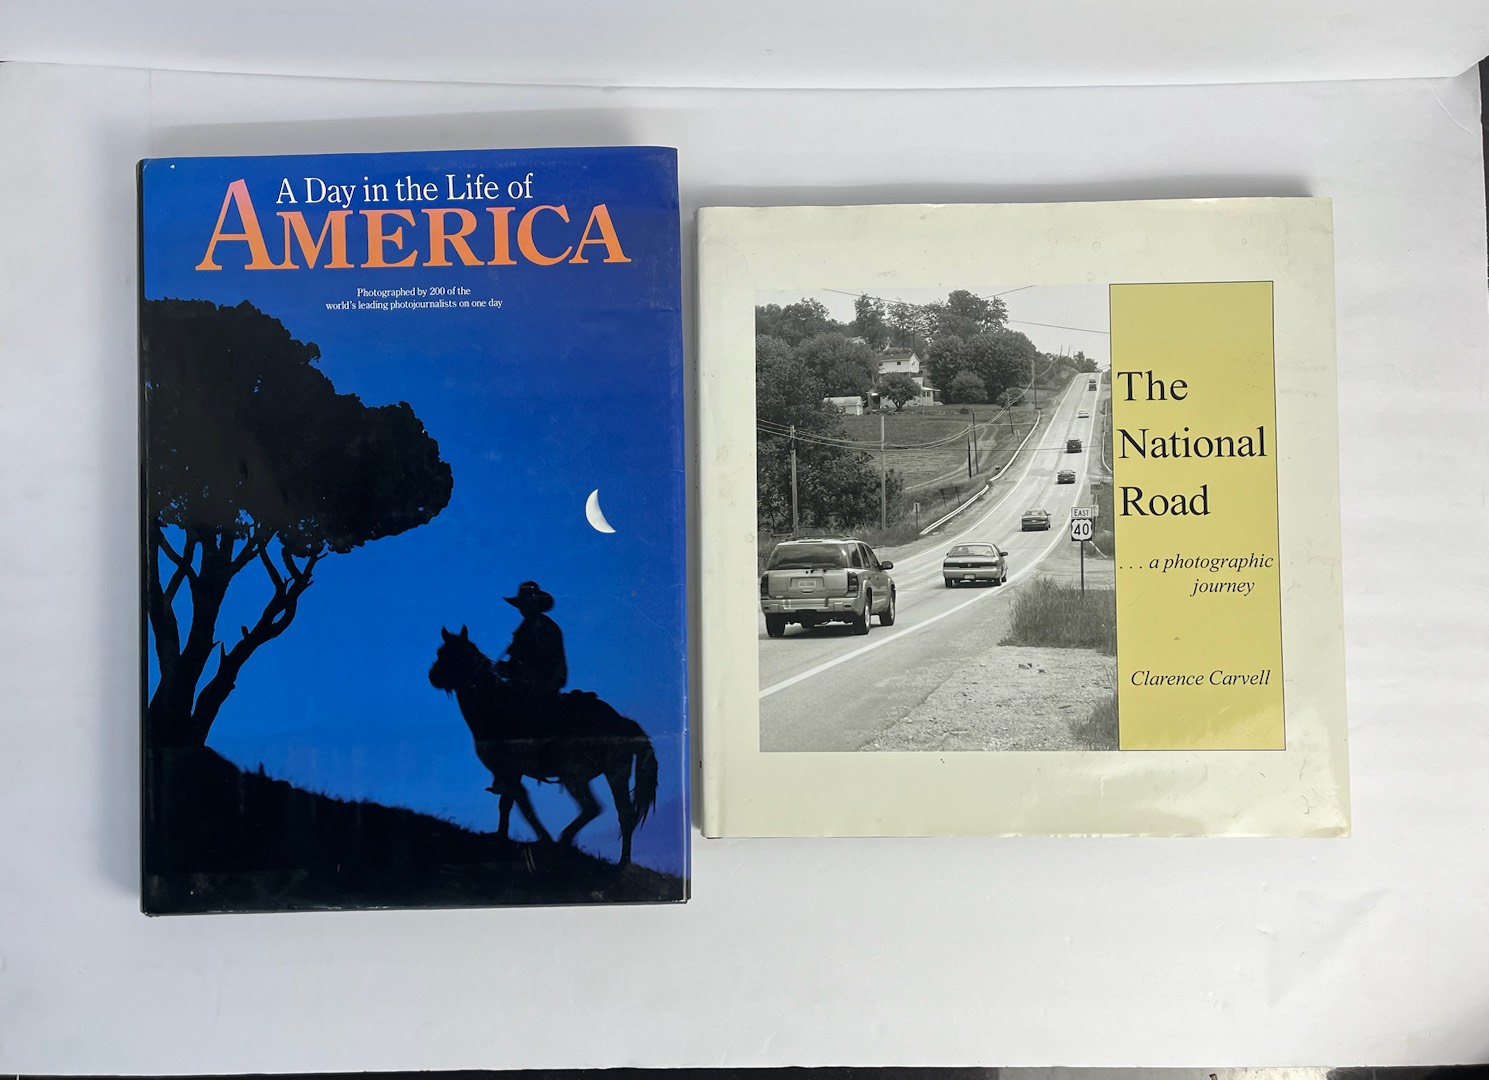 A Day in the Life of
AMERICA
Photographed by 200 of the
world's leading photojournalists on one day
The
National
Road
. . . a photographic
journey
Clarence Carvell
EAST
40